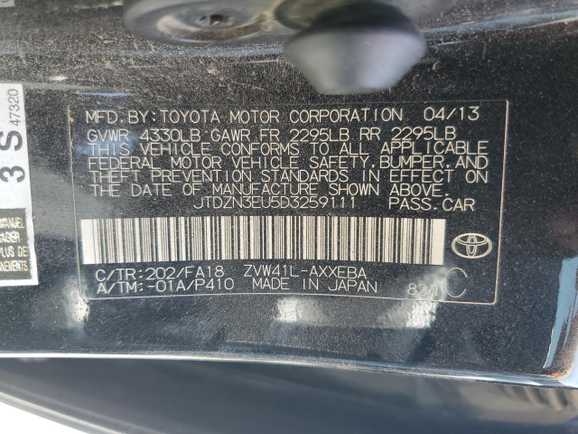 MFD.BY:TOYOTA MOTOR CORPORATION 04/13
GVWR 4330LB GAWR FR 2295LB RR 2295LB
THIS VEHICLE CONFORMS TO ALL APPLICABLE
FEDERAL MOTOR VEHICLE SAFETY,BUMPER,AND
THEFT PREVENTION STANDARDS IN EFFECT ON
THE DATE OF MANUFACTURE SHOWN ABOVE.
JTDZN3EU5D3259111 PASS.CAR
C/TR:202/FA18 ZVW41L-AXXEBA
A/TM:-01A/P410 MADE IN JAPAN
C
3 S 47320